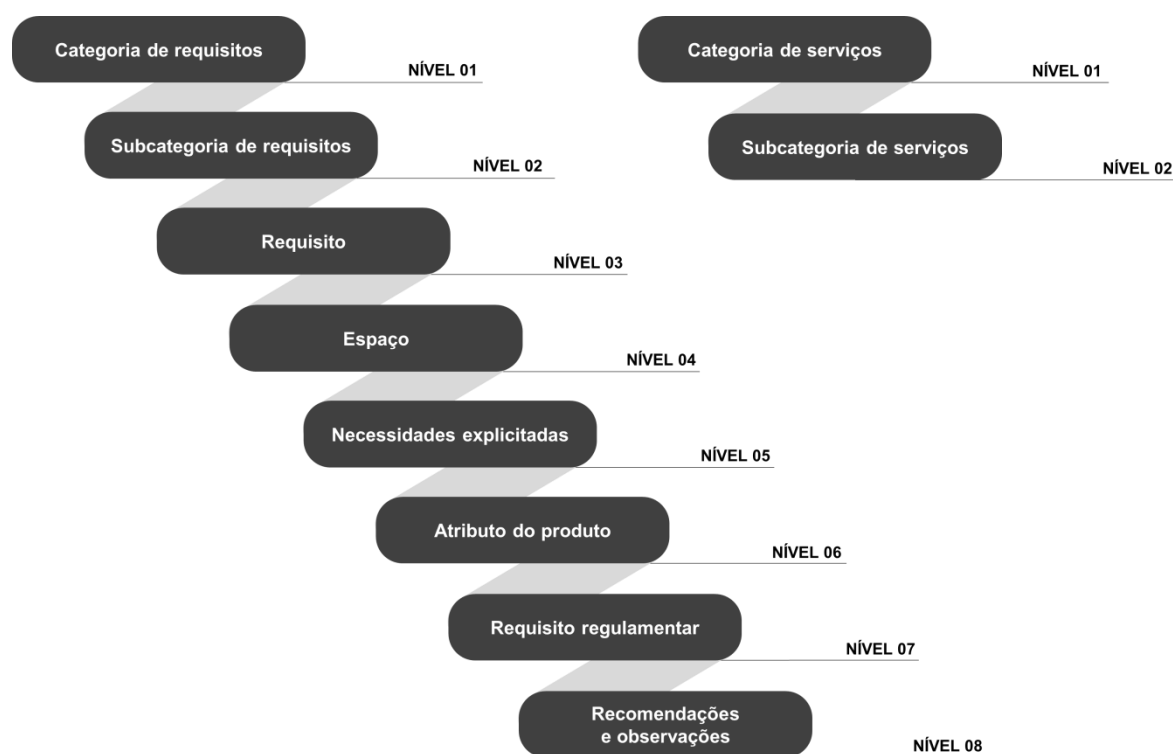 Categoria de requisitos
NÍVEL 01
Subcategoria de requisitos
NÍVEL 02
Requisito
NÍVEL 03
Espaço
NÍVEL 04
Necessidades explicitadas
NÍVEL 05
Atributo do produto
NÍVEL 06
Requisito regulamentar
NÍVEL 07
Recomendações
e observações
NÍVEL 08
Categoria de serviços
NÍVEL 01
Subcategoria de serviços
NÍVEL 02